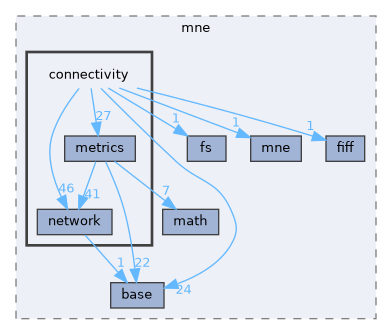 mne
connectivity
27
1
1
1
metrics
fs
mne
fiff
46
41
7
network
math
1
22
24
base